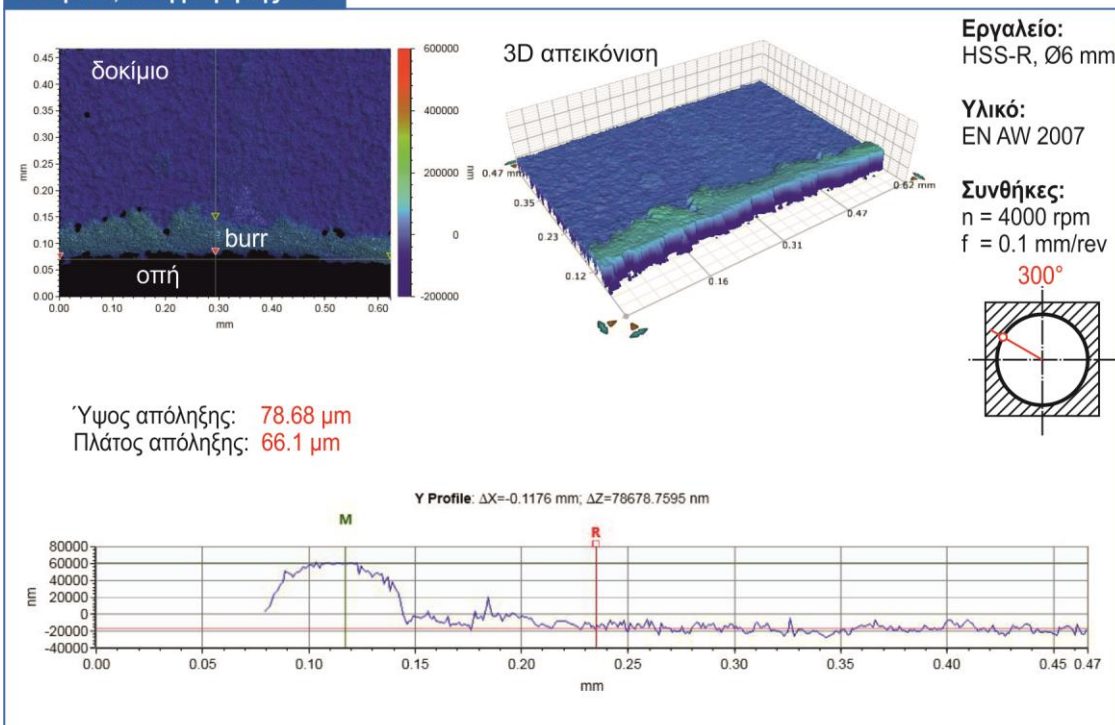 0.45
0.40
0.35
0.30
0.25
0.20
0.15
0.10
0.05
0.00
mm
δοκίμιο
burr
οπή
0.00 0.10 0.20 0.30 0.40 0.50 0.60
mm
600000
400000
200000
0
-200000
nm
3D απεικόνιση
0.47 mm
0.35
0.23
0.12
0.16
0.31
0.47
0.62 mm
Εργαλείο:
HSS-R, Ø6 mm
Υλικό:
EN AW 2007
Συνθήκες:
n = 4000 rpm
f = 0.1 mm/rev
300°
Ύψος απόληξης: 78.68 μm
Πλάτος απόληξης: 66.1 μm
Y Profile: ΔX=-0.1176 mm; ΔZ=78678.7595 nm
M
R
80000
60000
40000
20000
0
-20000
-40000
nm
0.00 0.05 0.10 0.15 0.20 0.25 0.30 0.35 0.40 0.45 0.47
mm